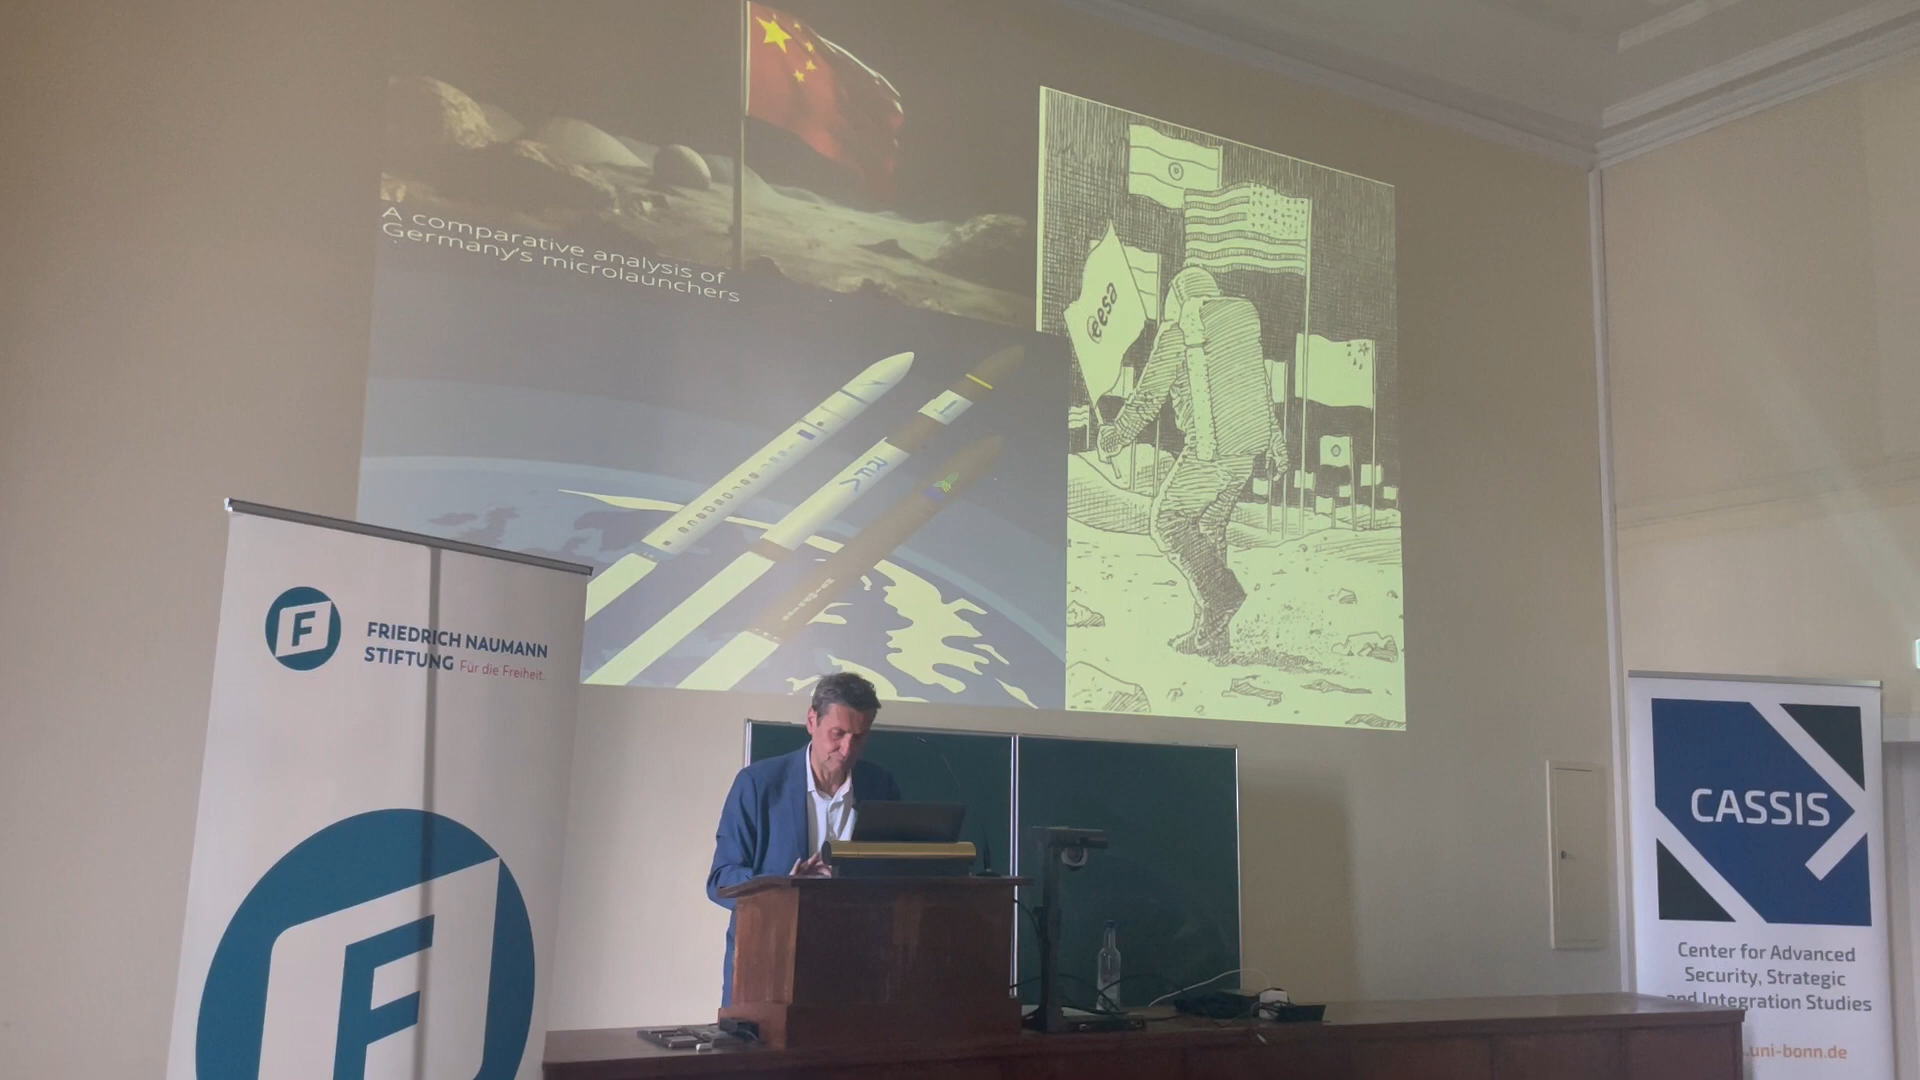 A comparative analysis of
Germany's microlaunchers
esa
FRIEDRICH NAUMANN
STIFTUNG Für die Freiheit.
CASSIS
Center for Advanced
Security, Strategic
and Integration Studies
.uni-bonn.de